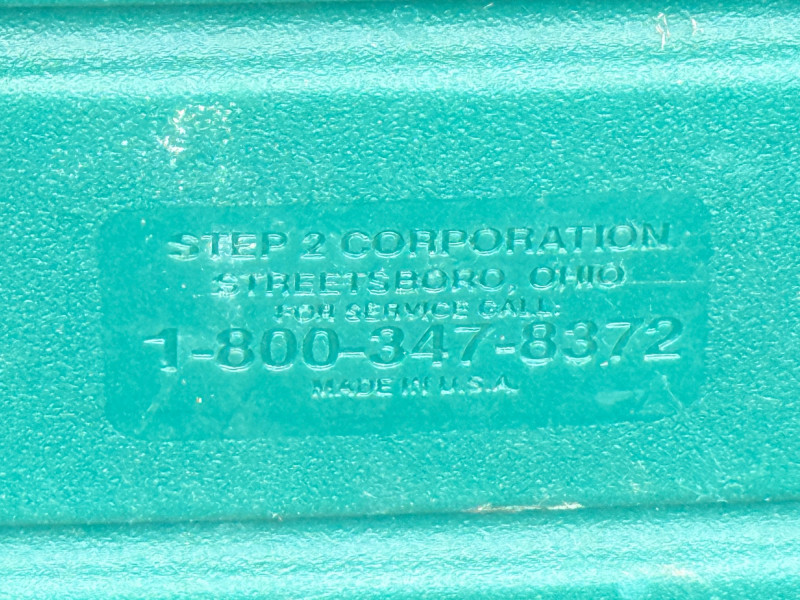 STEP 2 CORPORATION
STREETSBORO, OHIO
FOR SERVICE CALL:
1-800-347-8372
MADE IN U.S.A.